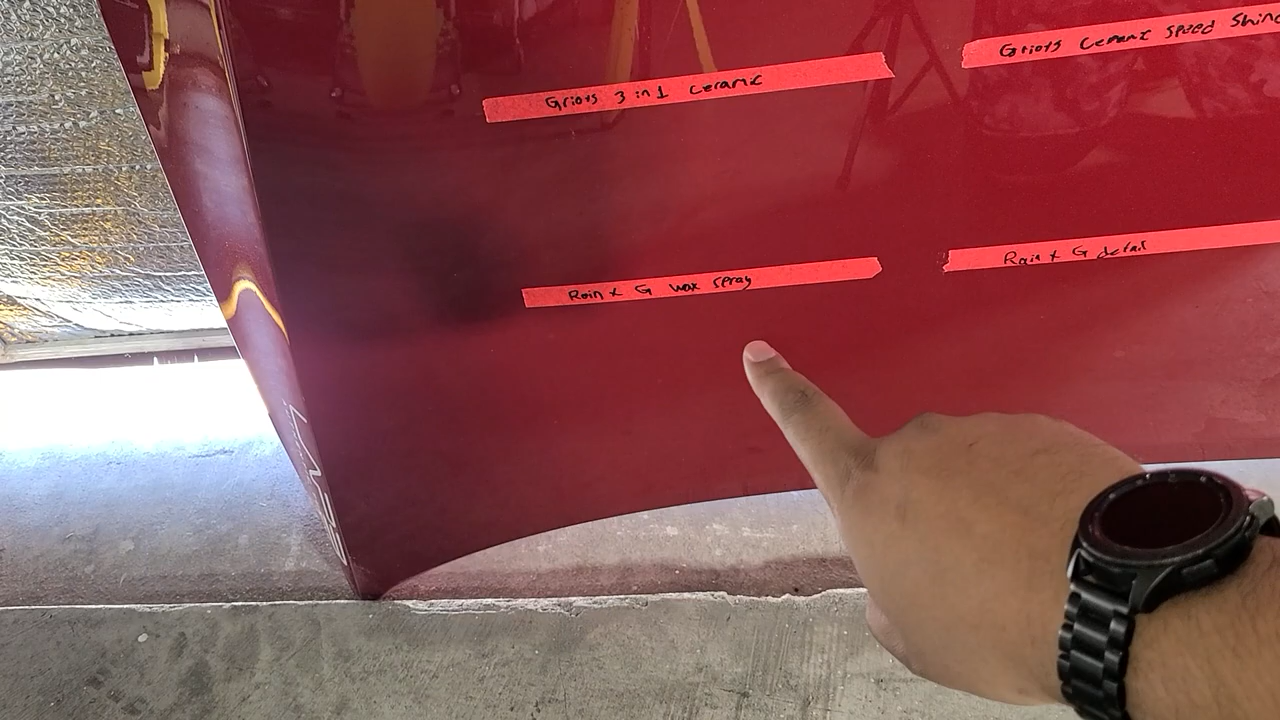 Griots 3 in 1 ceramic
Griots Ceramic Speed Shine
Rain x G wax spray
Rain x G detail